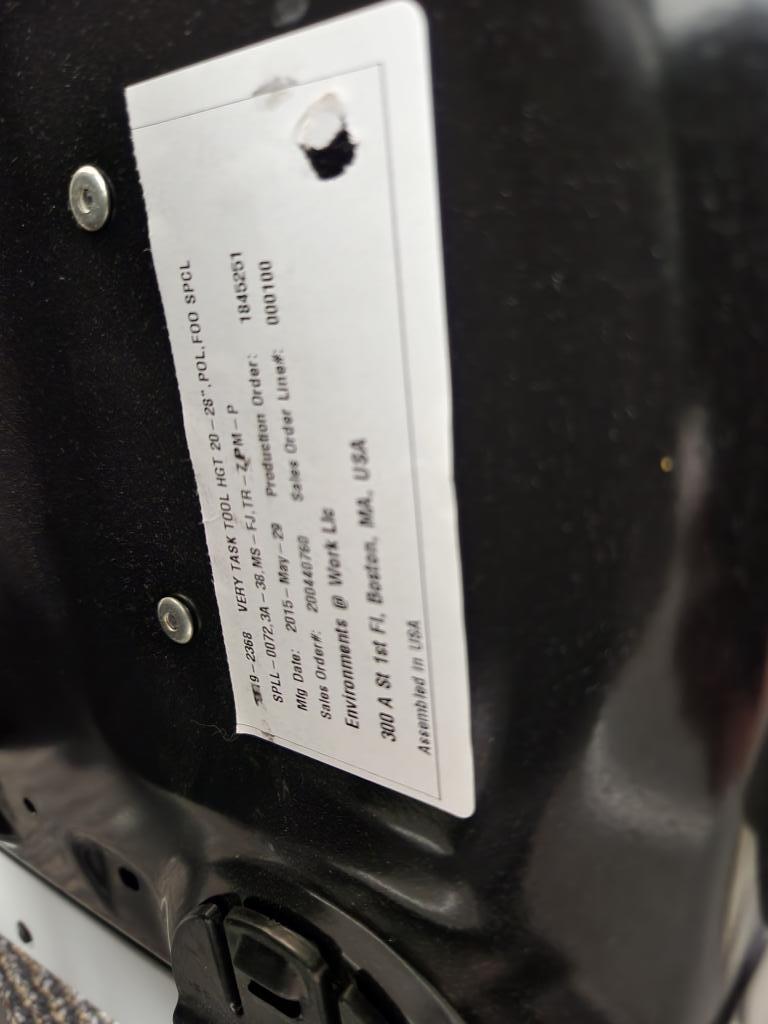 9-2368 VERY TASK TOOL HGT 20-28",POL,FOO SPCL
SPLL-0072,3A-38,MS-FJ,TR-ZPM-P
Mfg Date: 2015-May-29 Production Order: 1845251
Sales Order#: 200440760 Sales Order Line#: 000100
Environments @ Work Llc
300 A St 1st Fl, Boston, MA, USA
Assembled in USA